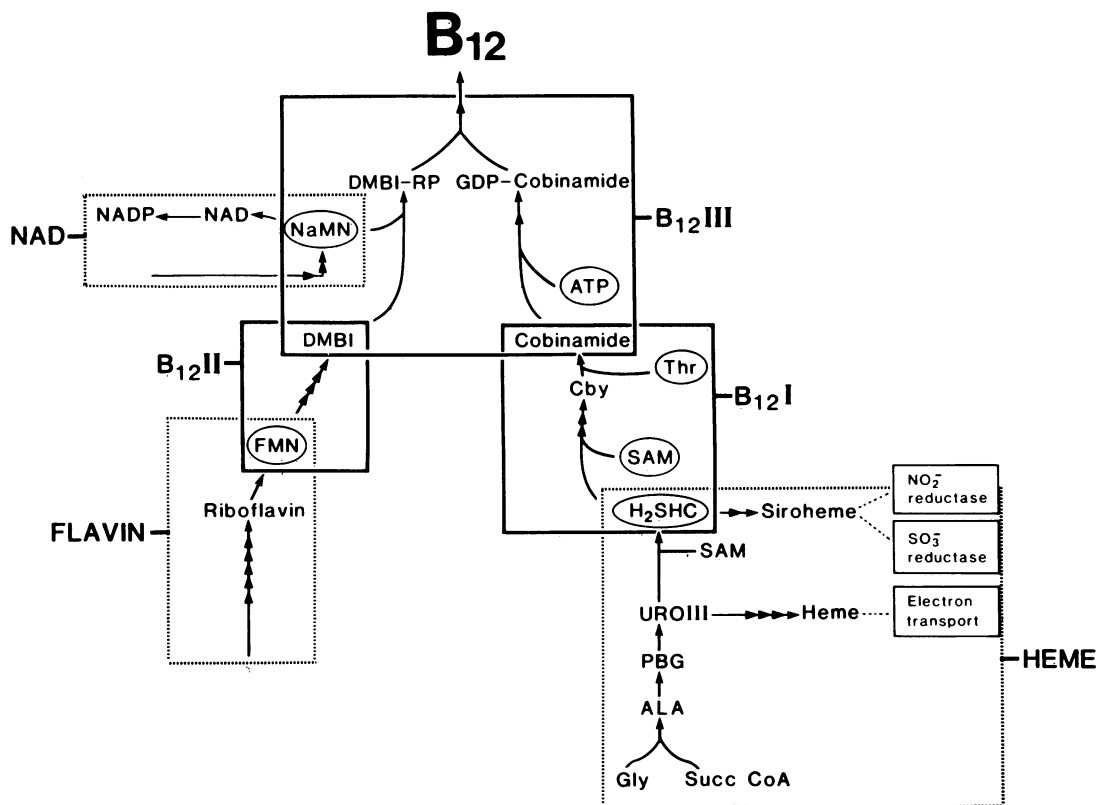 B₁₂
DMBI-RP GDP-Cobinamide
NADP NAD NaMN B₁₂III
NAD
ATP
DMBI Cobinamide
B₁₂II Thr
Cby B₁₂I
FMN SAM
NO₂⁻
reductase
Riboflavin H₂SHC Siroheme
FLAVIN SO₃⁼
reductase
SAM
Electron
transport
UROIII Heme
PBG HEME
ALA
Gly Succ CoA